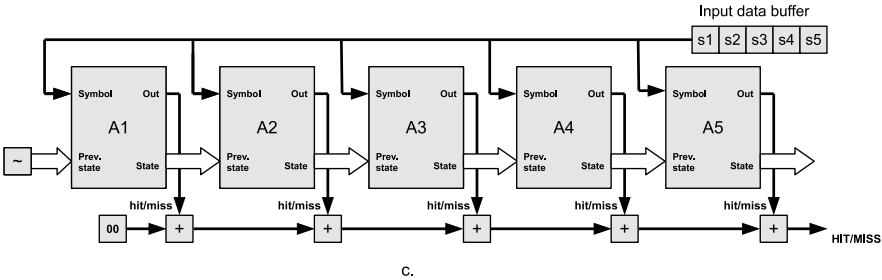 Input data buffer
s1 s2 s3 s4 s5
Symbol Out Symbol Out Symbol Out Symbol Out Symbol Out
A1 A2 A3 A4 A5
~
Prev. state State Prev. state State Prev. state State Prev. state State Prev. state State
hit/miss hit/miss hit/miss hit/miss hit/miss
00 + + + + +
HIT/MISS
c.